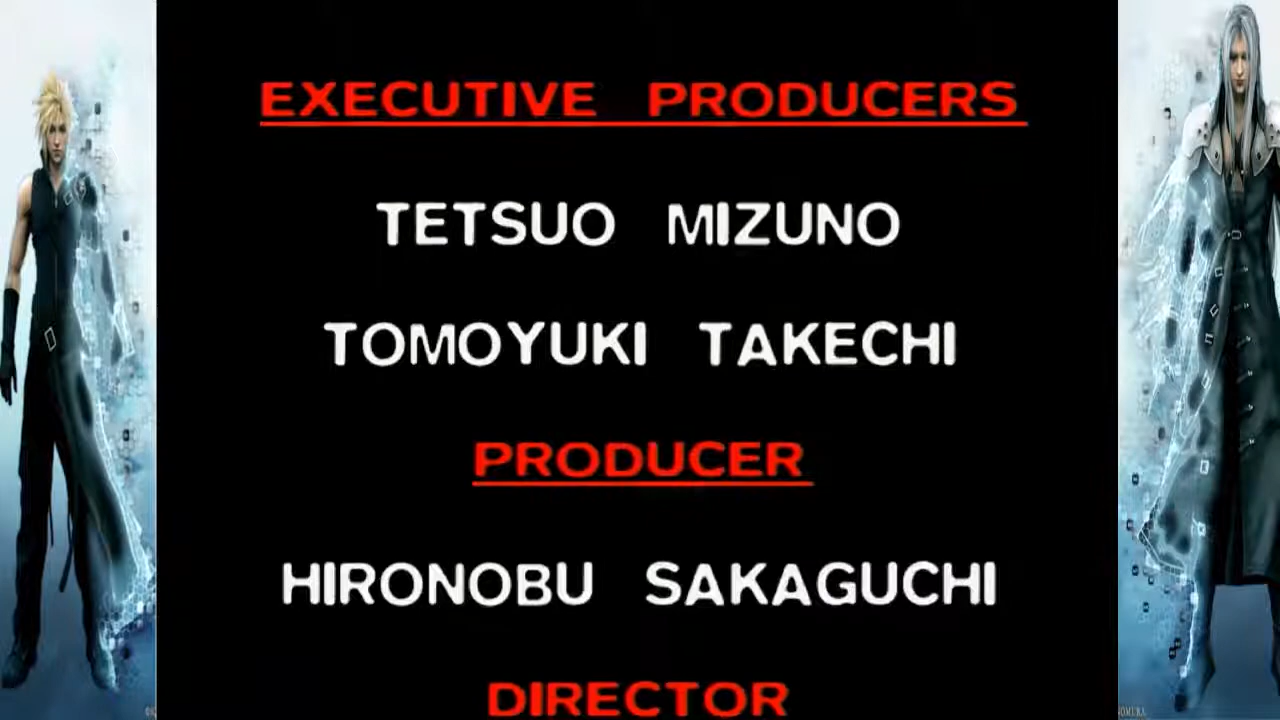 EXECUTIVE PRODUCERS
TETSUO MIZUNO
TOMOYUKI TAKECHI
PRODUCER
HIRONOBU SAKAGUCHI
DIRECTOR